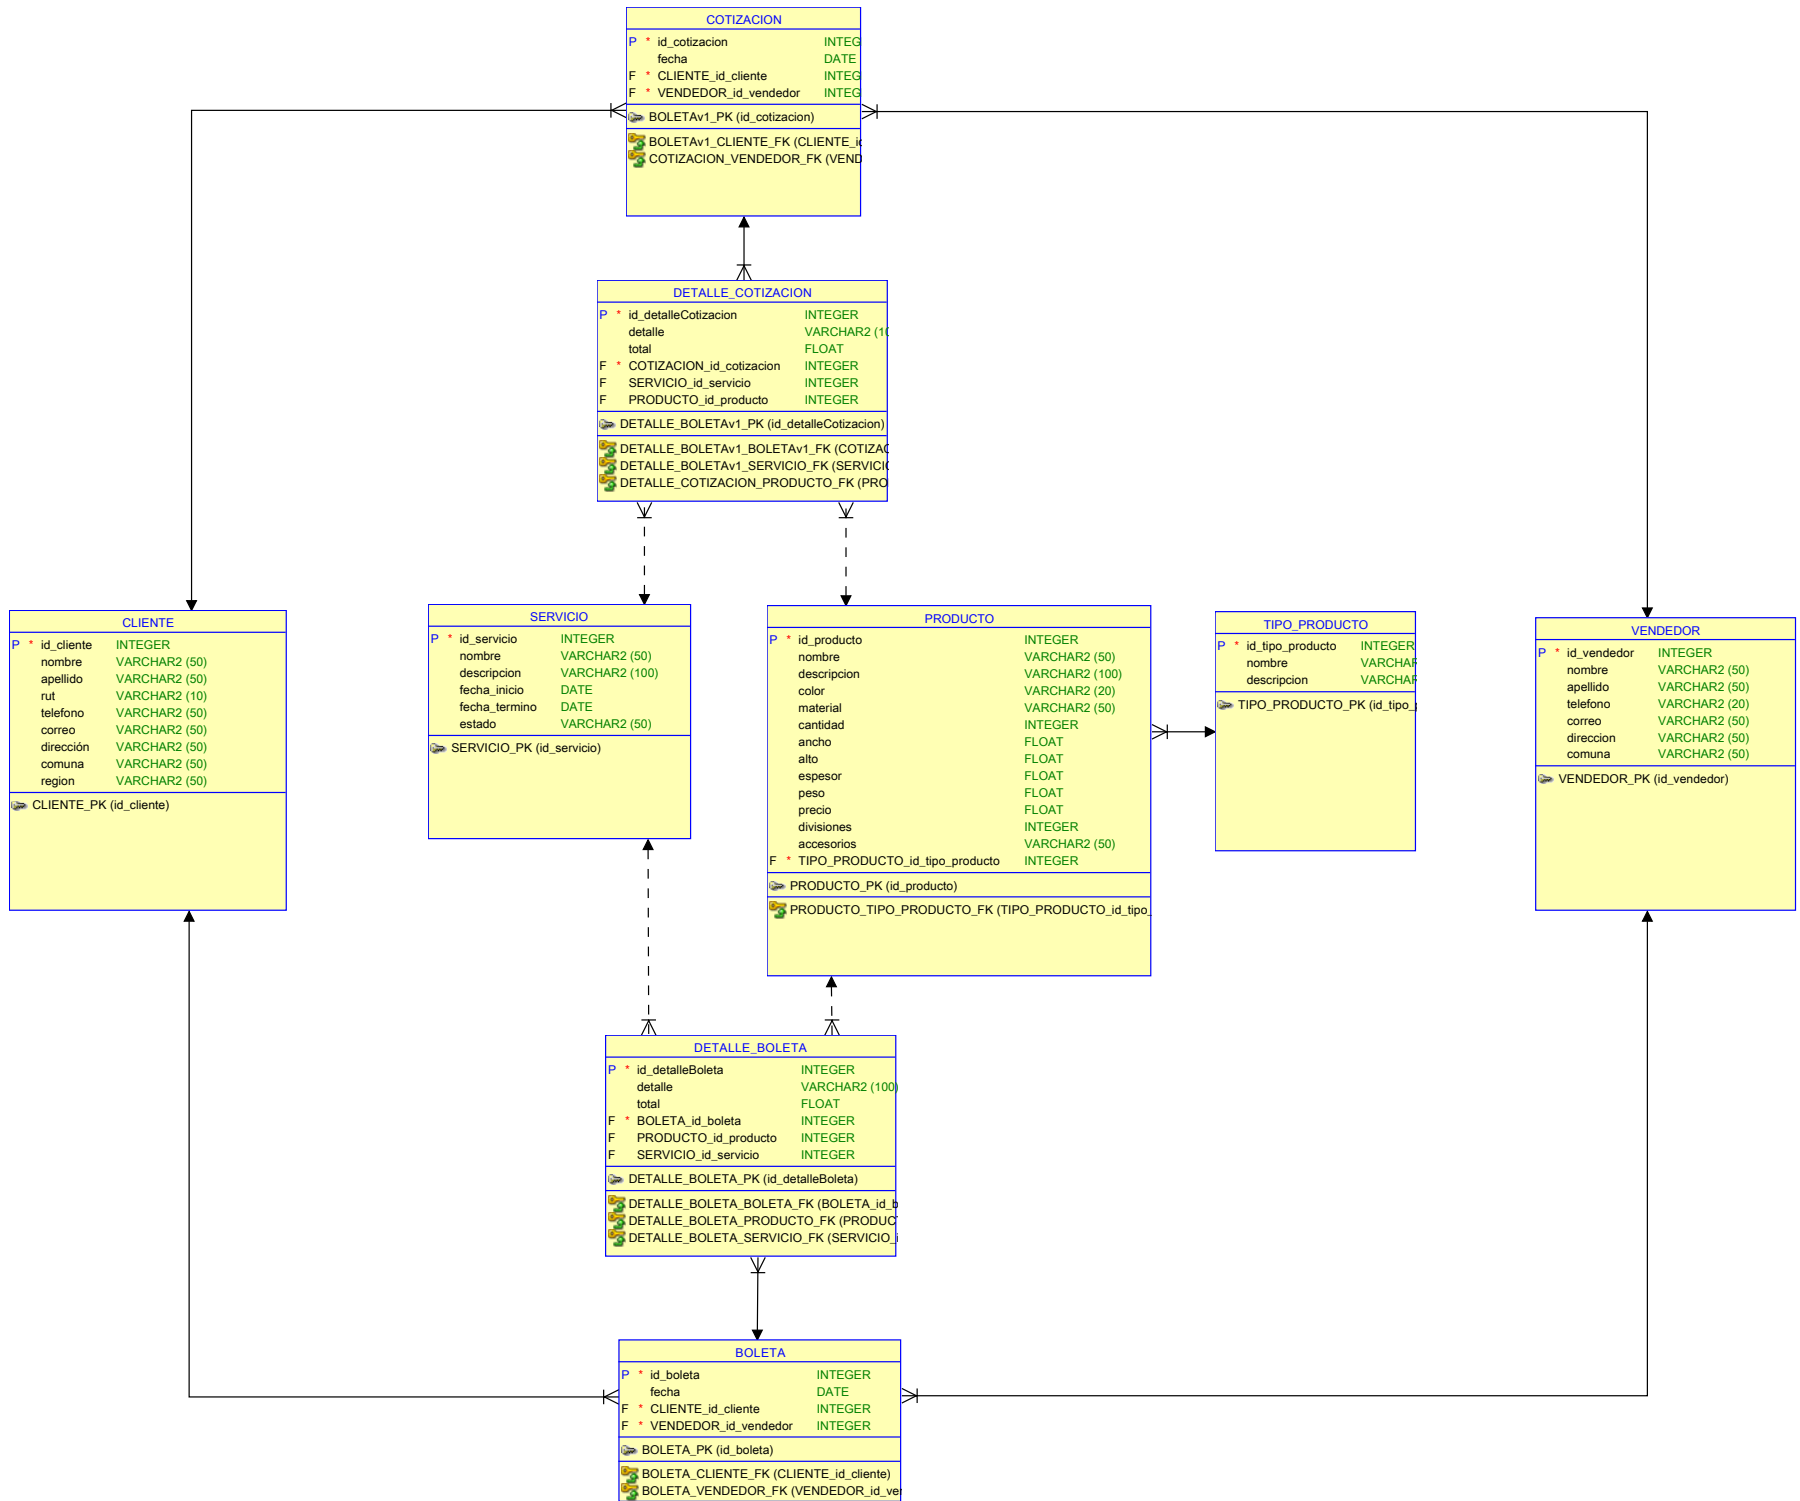 COTIZACION
P * id_cotizacion INTEG
fecha DATE
F * CLIENTE_id_cliente INTEG
F * VENDEDOR_id_vendedor INTEG
BOLETAv1_PK (id_cotizacion)
BOLETAv1_CLIENTE_FK (CLIENTE_id
COTIZACION_VENDEDOR_FK (VEND
DETALLE_COTIZACION
P * id_detalleCotizacion INTEGER
detalle VARCHAR2 (10
total FLOAT
F * COTIZACION_id_cotizacion INTEGER
F SERVICIO_id_servicio INTEGER
F PRODUCTO_id_producto INTEGER
DETALLE_BOLETAv1_PK (id_detalleCotizacion)
DETALLE_BOLETAv1_BOLETAv1_FK (COTIZAC
DETALLE_BOLETAv1_SERVICIO_FK (SERVICIO
DETALLE_COTIZACION_PRODUCTO_FK (PRO
CLIENTE
P * id_cliente INTEGER
nombre VARCHAR2 (50)
apellido VARCHAR2 (50)
rut VARCHAR2 (10)
telefono VARCHAR2 (50)
correo VARCHAR2 (50)
dirección VARCHAR2 (50)
comuna VARCHAR2 (50)
region VARCHAR2 (50)
CLIENTE_PK (id_cliente)
SERVICIO
P * id_servicio INTEGER
nombre VARCHAR2 (50)
descripcion VARCHAR2 (100)
fecha_inicio DATE
fecha_termino DATE
estado VARCHAR2 (50)
SERVICIO_PK (id_servicio)
PRODUCTO
P * id_producto INTEGER
nombre VARCHAR2 (50)
descripcion VARCHAR2 (100)
color VARCHAR2 (20)
material VARCHAR2 (50)
cantidad INTEGER
ancho FLOAT
alto FLOAT
espesor FLOAT
peso FLOAT
precio FLOAT
divisiones INTEGER
accesorios VARCHAR2 (50)
F * TIPO_PRODUCTO_id_tipo_producto INTEGER
PRODUCTO_PK (id_producto)
PRODUCTO_TIPO_PRODUCTO_FK (TIPO_PRODUCTO_id_tipo_
TIPO_PRODUCTO
P * id_tipo_producto INTEGER
nombre VARCHAR
descripcion VARCHAR
TIPO_PRODUCTO_PK (id_tipo_p
VENDEDOR
P * id_vendedor INTEGER
nombre VARCHAR2 (50)
apellido VARCHAR2 (50)
telefono VARCHAR2 (20)
correo VARCHAR2 (50)
direccion VARCHAR2 (50)
comuna VARCHAR2 (50)
VENDEDOR_PK (id_vendedor)
DETALLE_BOLETA
P * id_detalleBoleta INTEGER
detalle VARCHAR2 (100)
total FLOAT
F * BOLETA_id_boleta INTEGER
F PRODUCTO_id_producto INTEGER
F SERVICIO_id_servicio INTEGER
DETALLE_BOLETA_PK (id_detalleBoleta)
DETALLE_BOLETA_BOLETA_FK (BOLETA_id_b
DETALLE_BOLETA_PRODUCTO_FK (PRODUCT
DETALLE_BOLETA_SERVICIO_FK (SERVICIO_i
BOLETA
P * id_boleta INTEGER
fecha DATE
F * CLIENTE_id_cliente INTEGER
F * VENDEDOR_id_vendedor INTEGER
BOLETA_PK (id_boleta)
BOLETA_CLIENTE_FK (CLIENTE_id_cliente)
BOLETA_VENDEDOR_FK (VENDEDOR_id_ve